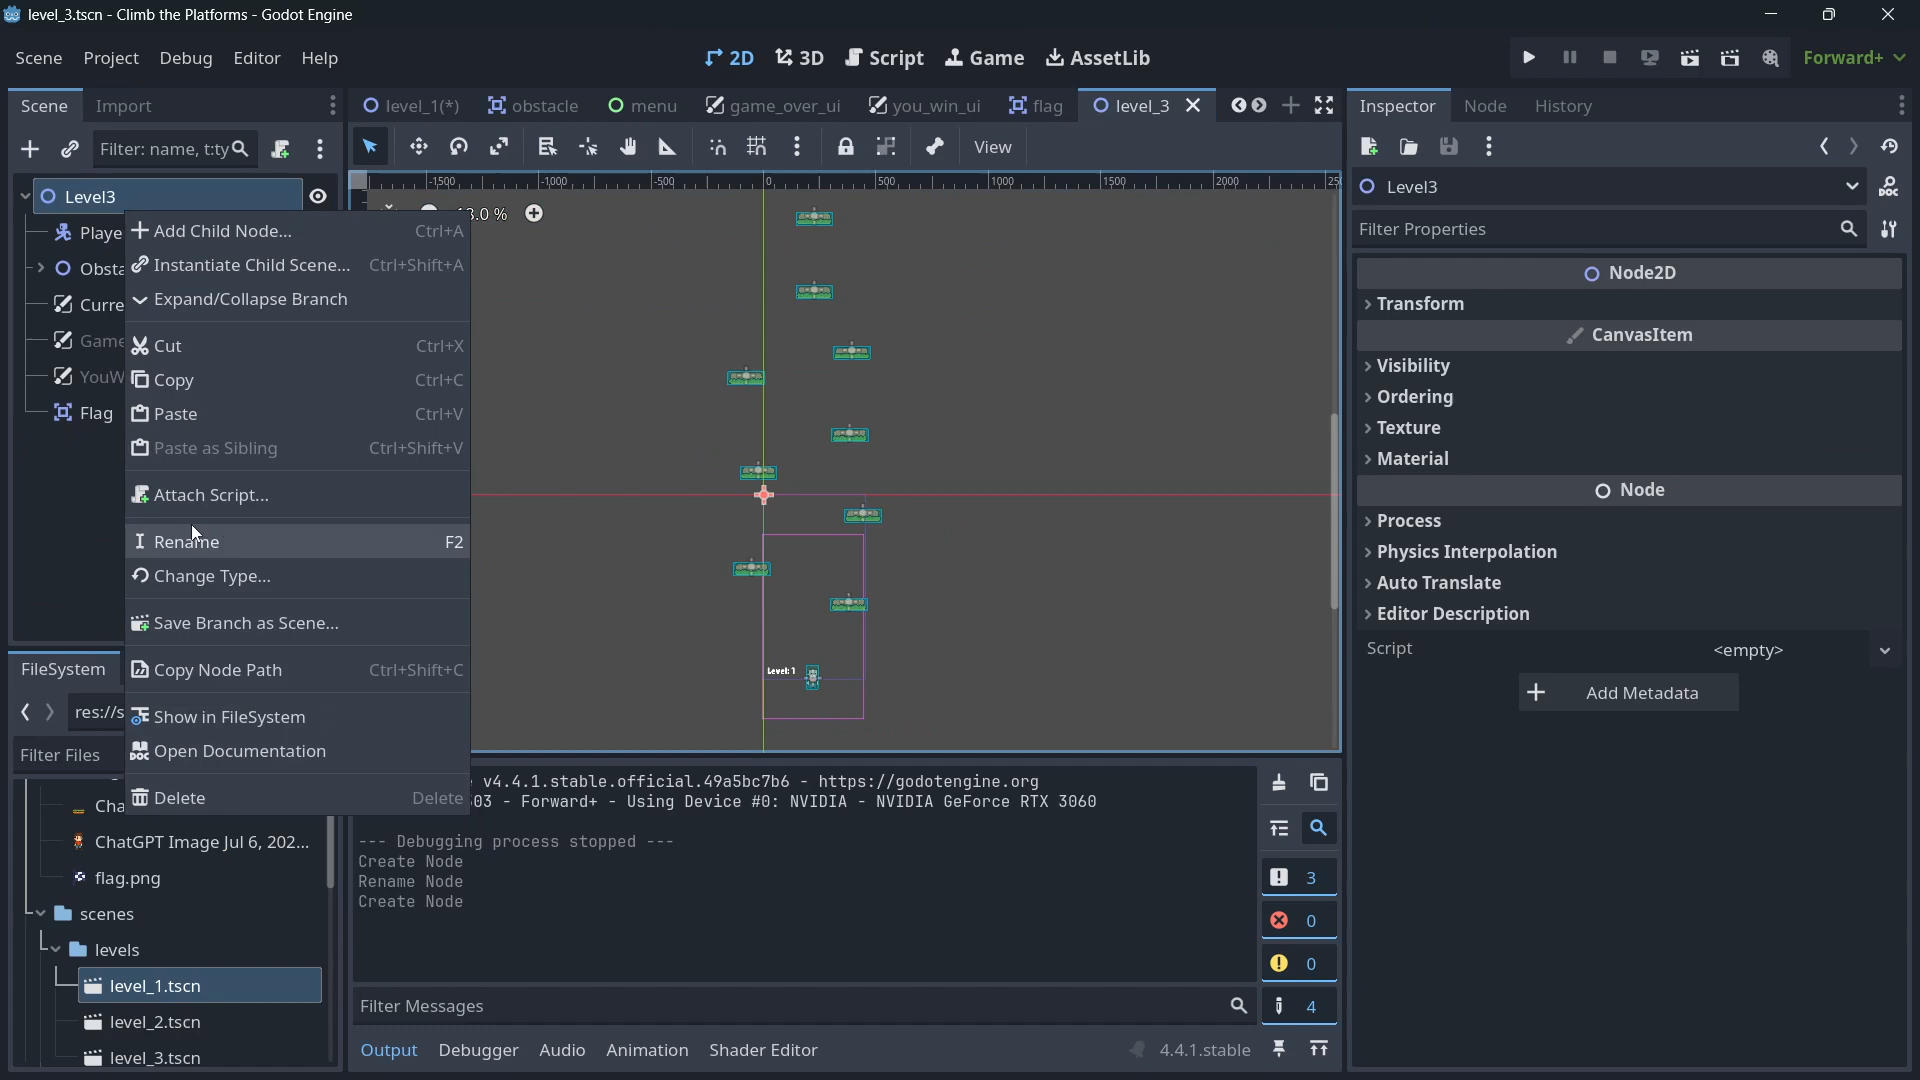 level_3.tscn - Climb the Platforms - Godot Engine
Scene Project Debug Editor Help
2D 3D Script Game AssetLib
Forward+
Scene Import
level_1(*) obstacle menu game_over_ui you_win_ui flag level_3
Inspector Node History
Filter: name, t:ty
View
Level3
Filter Properties
Level3
Playe
Obsta
Curre
Game
YouW
Flag
Add Child Node... Ctrl+A
Instantiate Child Scene... Ctrl+Shift+A
Expand/Collapse Branch
Cut Ctrl+X
Copy Ctrl+C
Paste Ctrl+V
Paste as Sibling Ctrl+Shift+V
Attach Script...
Rename F2
Change Type...
Save Branch as Scene...
Copy Node Path Ctrl+Shift+C
Show in FileSystem
Open Documentation
Delete Delete
-1500 -1000 -500 0 500 1000 1500 2000 25
3.0 %
Level: 1
Node2D
Transform
CanvasItem
Visibility
Ordering
Texture
Material
Node
Process
Physics Interpolation
Auto Translate
Editor Description
Script <empty>
Add Metadata
FileSystem
res://s
Filter Files
Cha
ChatGPT Image Jul 6, 202...
flag.png
scenes
levels
level_1.tscn
level_2.tscn
level_3.tscn
v4.4.1.stable.official.49a5bc7b6 - https://godotengine.org
03 - Forward+ - Using Device #0: NVIDIA - NVIDIA GeForce RTX 3060
--- Debugging process stopped ---
Create Node
Rename Node
Create Node
3
0
0
4
Filter Messages
Output Debugger Audio Animation Shader Editor
4.4.1.stable